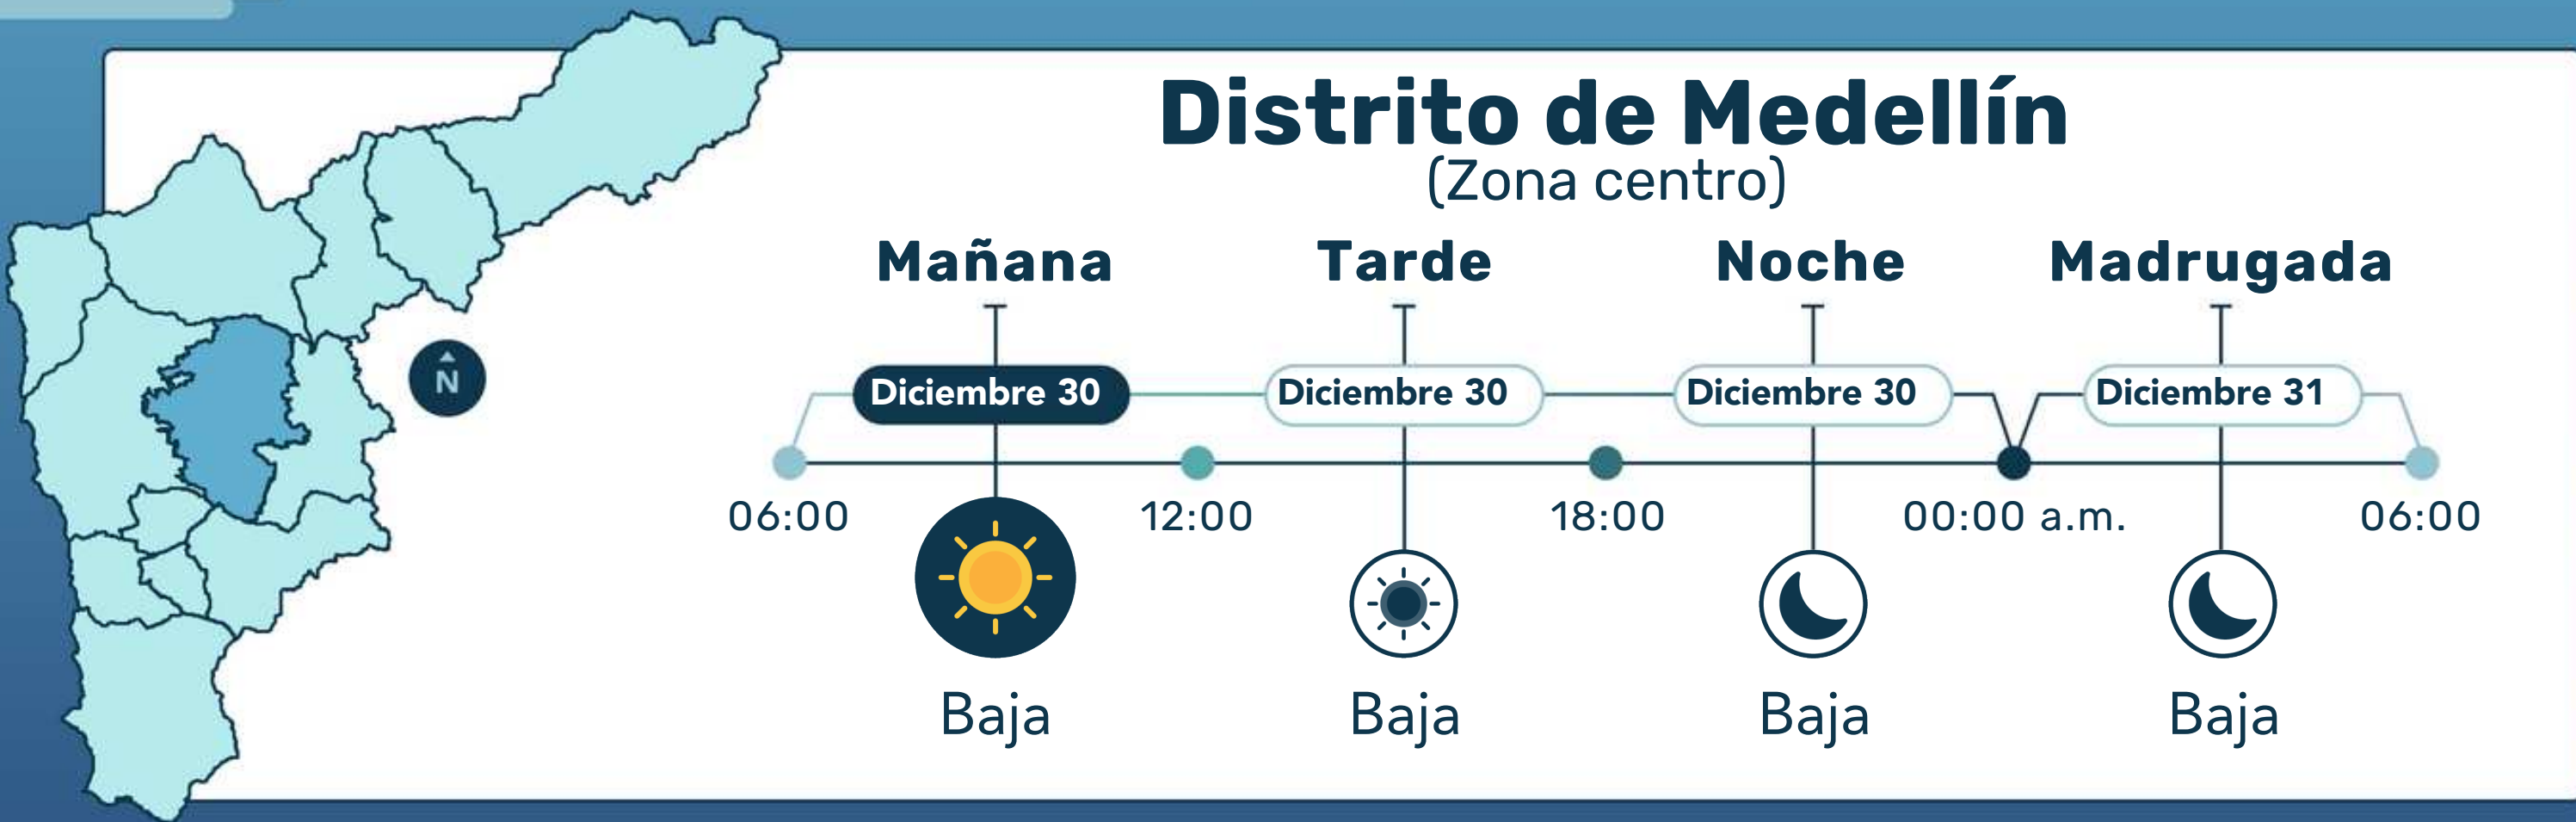 Distrito de Medellín
(Zona centro)
Mañana Tarde Noche Madrugada
Diciembre 30 Diciembre 30 Diciembre 30 Diciembre 31
N
06:00 12:00 18:00 00:00 a.m. 06:00
Baja Baja Baja Baja